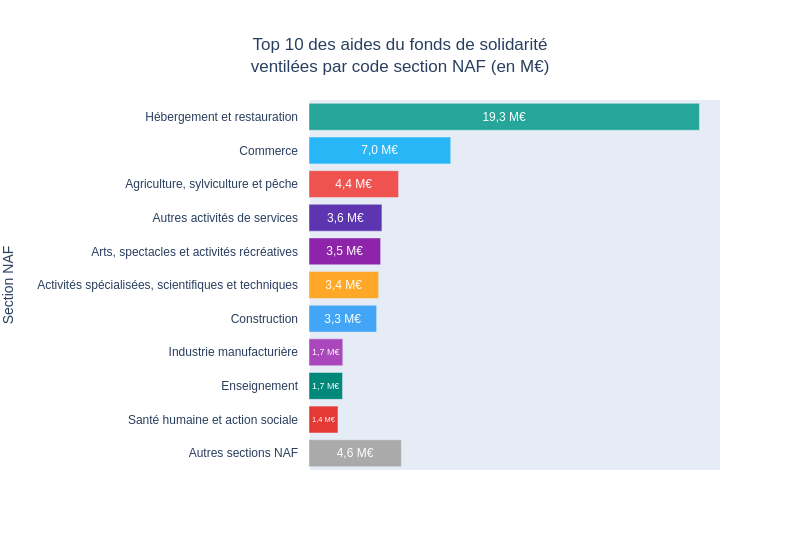 Top 10 des aides du fonds de solidarité
ventilées par code section NAF (en M€)
Section NAF
Hébergement et restauration 19,3 M€
Commerce 7,0 M€
Agriculture, sylviculture et pêche 4,4 M€
Autres activités de services 3,6 M€
Arts, spectacles et activités récréatives 3,5 M€
Activités spécialisées, scientifiques et techniques 3,4 M€
Construction 3,3 M€
Industrie manufacturière 1,7 M€
Enseignement 1,7 M€
Santé humaine et action sociale 1,4 M€
Autres sections NAF 4,6 M€